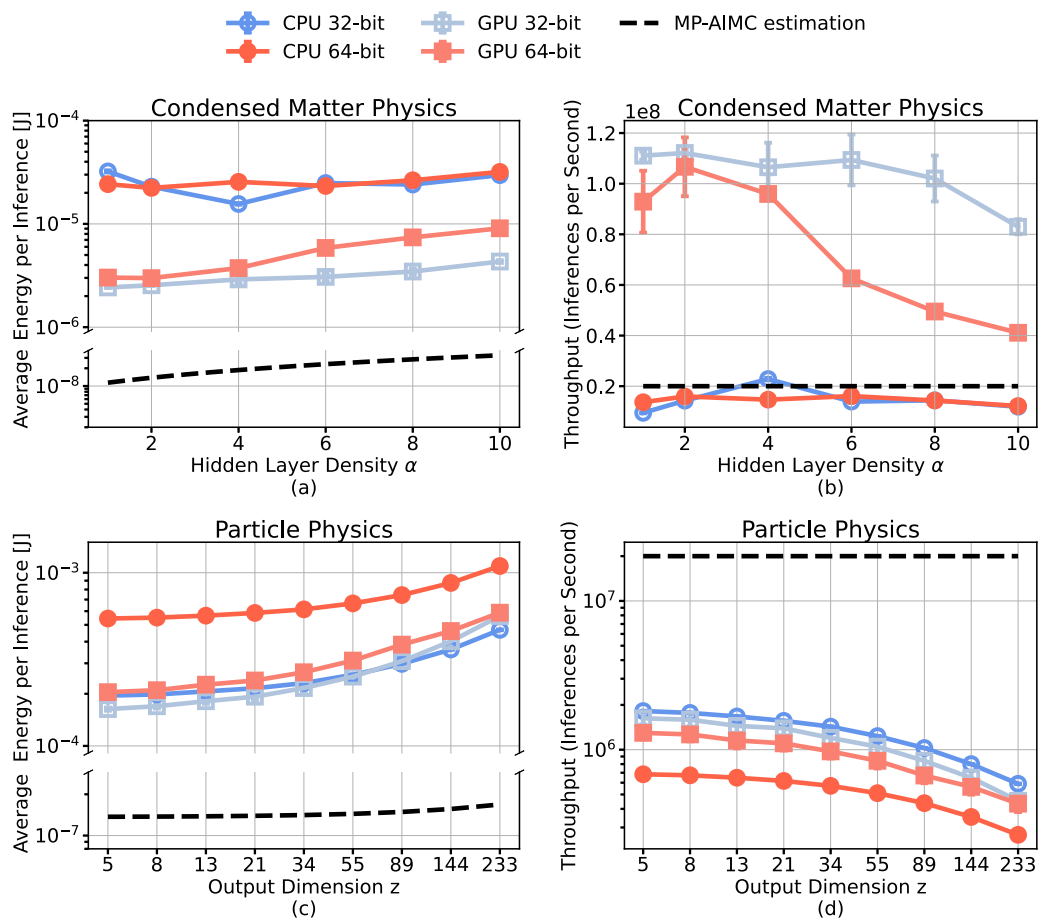 CPU 32-bit GPU 32-bit MP-AIMC estimation
CPU 64-bit GPU 64-bit
Condensed Matter Physics
Average Energy per Inference [J]
10⁻⁴
10⁻⁵
10⁻⁶
10⁻⁸
2 4 6 8 10
Hidden Layer Density α
(a)
Condensed Matter Physics
1e8
Throughput (Inferences per Second)
1.2
1.0
0.8
0.6
0.4
0.2
2 4 6 8 10
Hidden Layer Density α
(b)
Particle Physics
Average Energy per Inference [J]
10⁻³
10⁻⁴
10⁻⁷
5 8 13 21 34 55 89 144 233
Output Dimension z
(c)
Particle Physics
Throughput (Inferences per Second)
10⁷
10⁶
5 8 13 21 34 55 89 144 233
Output Dimension z
(d)